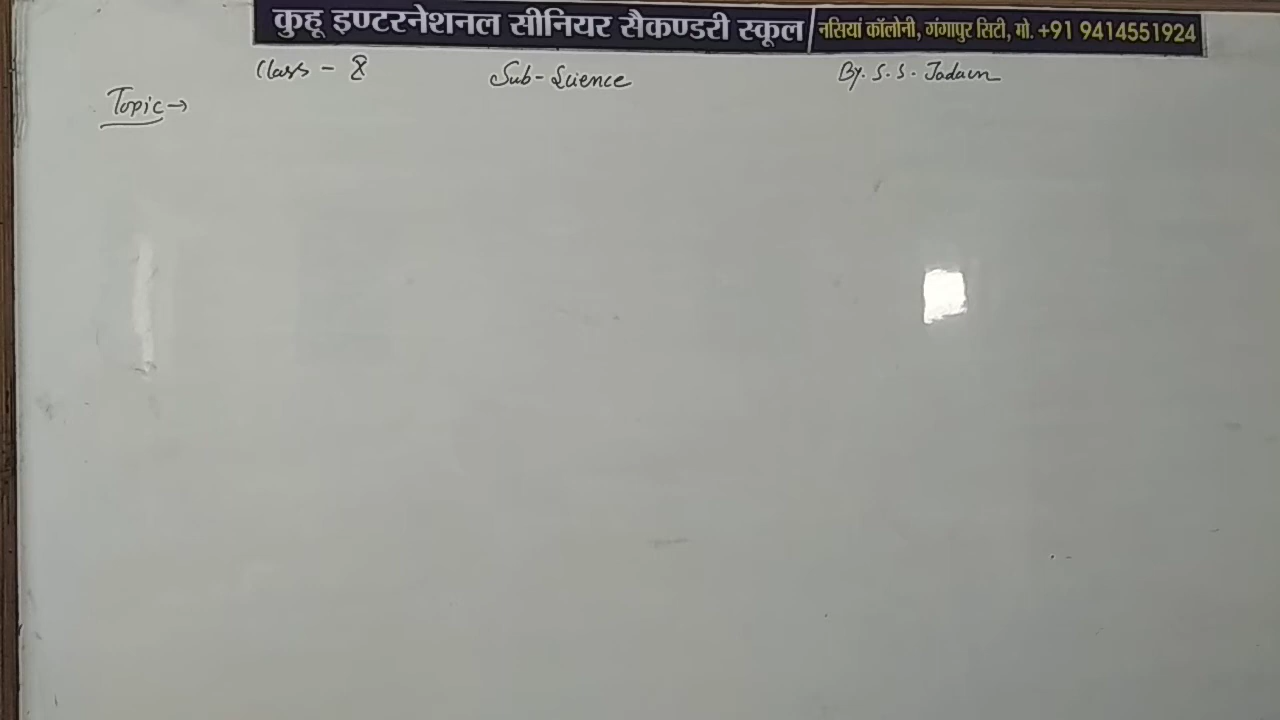 कुहू इण्टरनेशनल सीनियर सैकण्डरी स्कूल नसियां कॉलोनी, गंगापुर सिटी, मो. +91 9414551924
Class - 8 Sub-Science By. S. S. Jadaun
Topic→